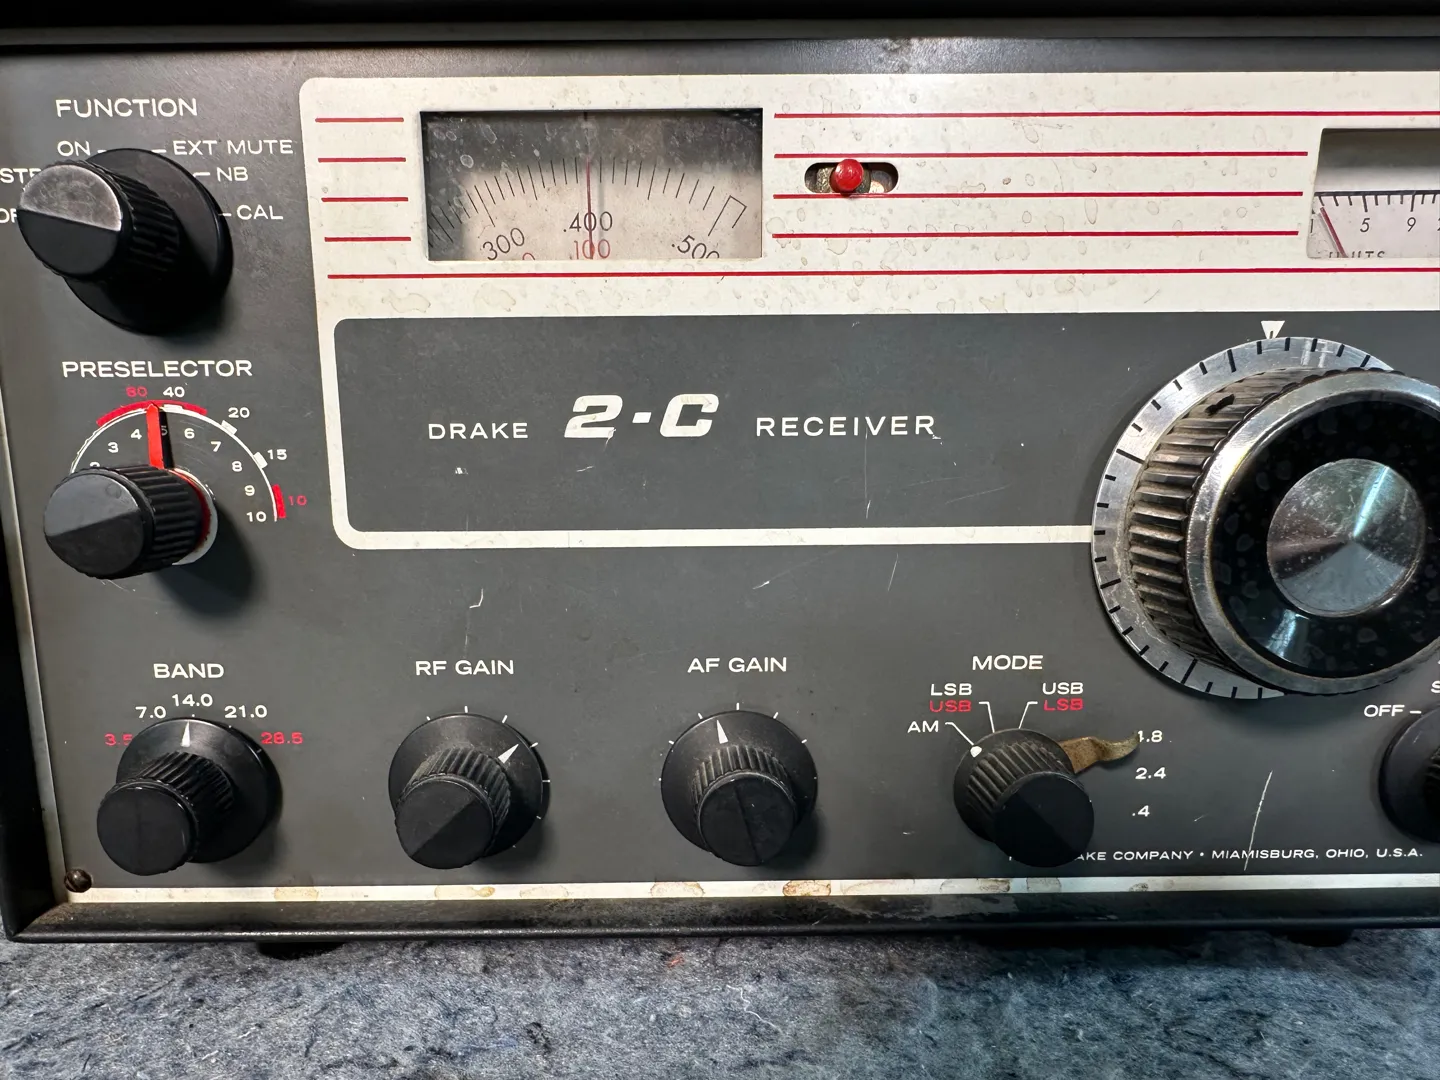 FUNCTION
ON
EXT MUTE
NB
CAL
300
.400
.500
100
5 9
PRESELECTOR
80 40
20
15
10
3 4 5 6 7 8 9 10
DRAKE 2-C RECEIVER
BAND
7.0 14.0 21.0
3.5 28.5
RF GAIN
AF GAIN
MODE
LSB USB
USB LSB
AM
OFF
2.4
.4
COMPANY • MIAMISBURG, OHIO, U.S.A.